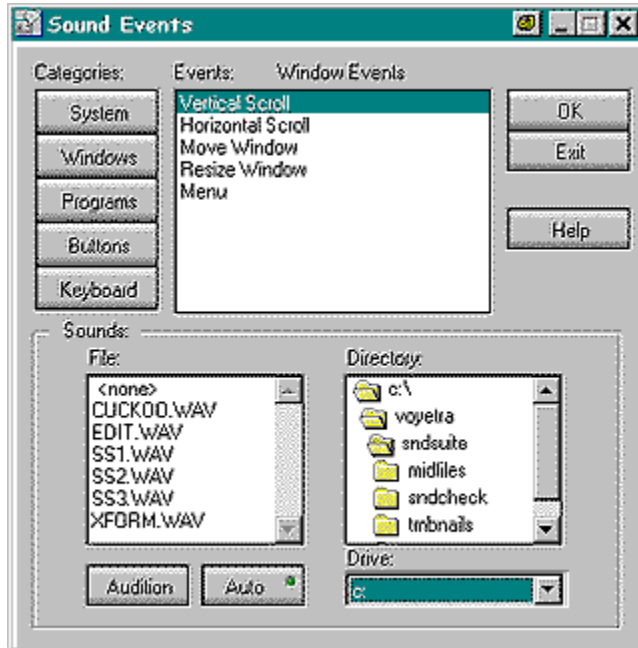 Sound Events
Categories:
System
Windows
Programs
Buttons
Keyboard
Events: Window Events
Vertical Scroll
Horizontal Scroll
Move Window
Resize Window
Menu
OK
Exit
Help
Sounds:
File:
<none>
CUCKOO.WAV
EDIT.WAV
SS1.WAV
SS2.WAV
SS3.WAV
XFORM.WAV
Audition
Auto
Directory:
c:\
voyetra
sndsuite
midfiles
sndcheck
tmbnails
Drive:
c: